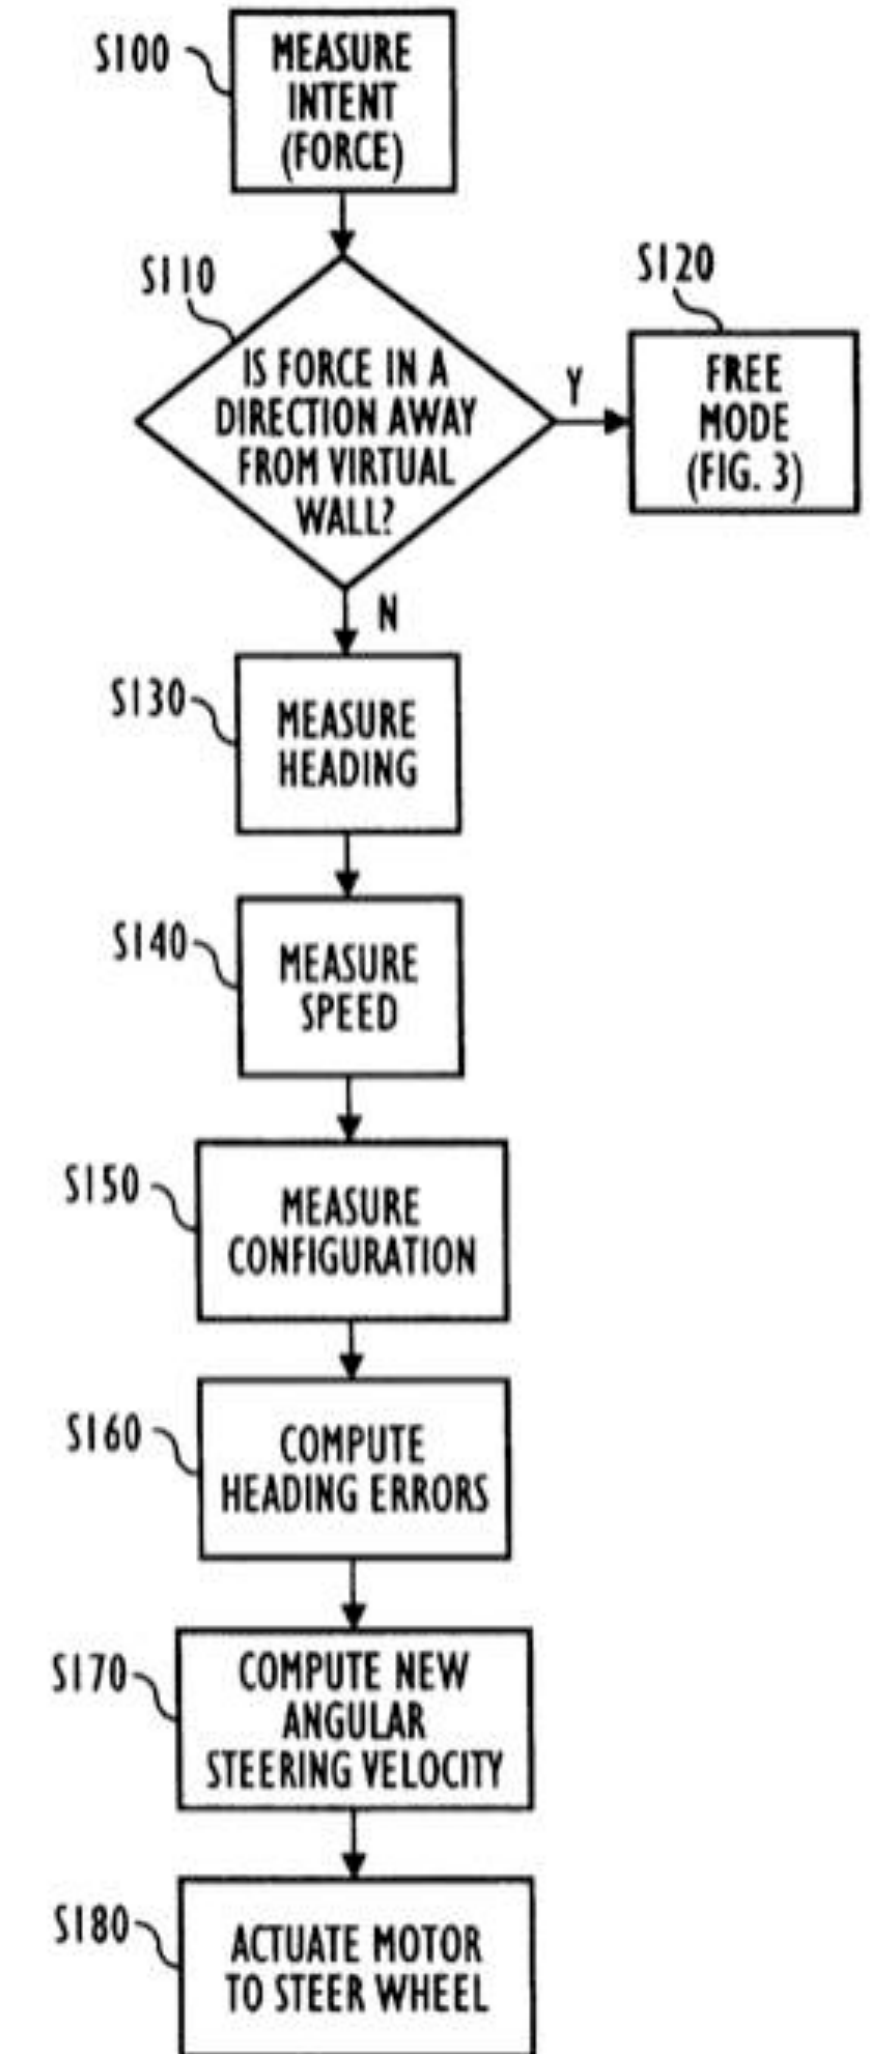 S100
MEASURE
INTENT
(FORCE)
S110
IS FORCE IN A
DIRECTION AWAY
FROM VIRTUAL
WALL?
Y
S120
FREE
MODE
(FIG. 3)
N
S130
MEASURE
HEADING
S140
MEASURE
SPEED
S150
MEASURE
CONFIGURATION
S160
COMPUTE
HEADING ERRORS
S170
COMPUTE NEW
ANGULAR
STEERING VELOCITY
S180
ACTUATE MOTOR
TO STEER WHEEL